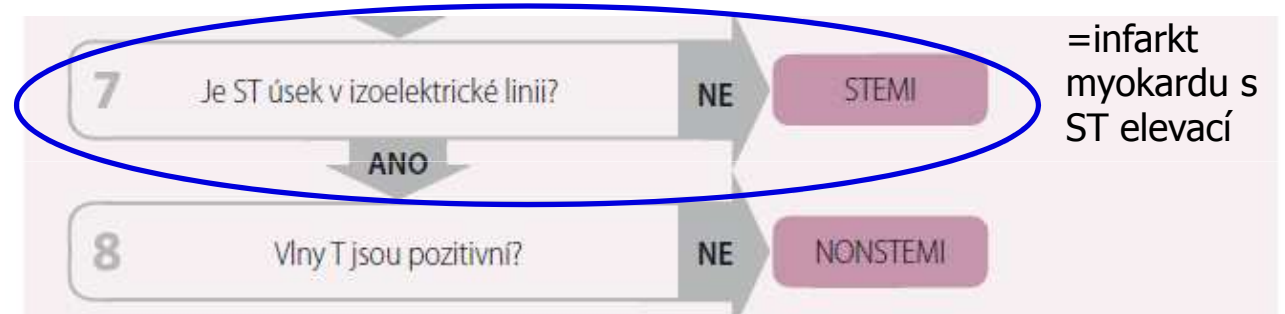 7 Je ST úsek v izoelektrické linii? NE STEMI
=infarkt
myokardu s
ST elevací
ANO
8 Vlny T jsou pozitivní? NE NONSTEMI